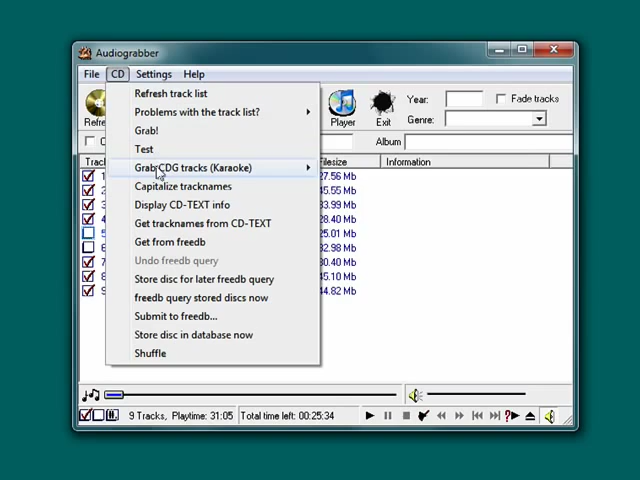 Audiograbber
File CD Settings Help
Refresh track list
Problems with the track list?
Grab!
Test
Grab CDG tracks (Karaoke)
Capitalize tracknames
Display CD-TEXT info
Get tracknames from CD-TEXT
Get from freedb
Undo freedb query
Store disc for later freedb query
freedb query stored discs now
Submit to freedb...
Store disc in database now
Shuffle
Player Exit
Year: Fade tracks
Genre:
Album
Information
27.56 Mb
45.55 Mb
33.99 Mb
28.40 Mb
25.01 Mb
32.98 Mb
30.40 Mb
45.10 Mb
44.82 Mb
9 Tracks, Playtime: 31:05 Total time left: 00:25:34